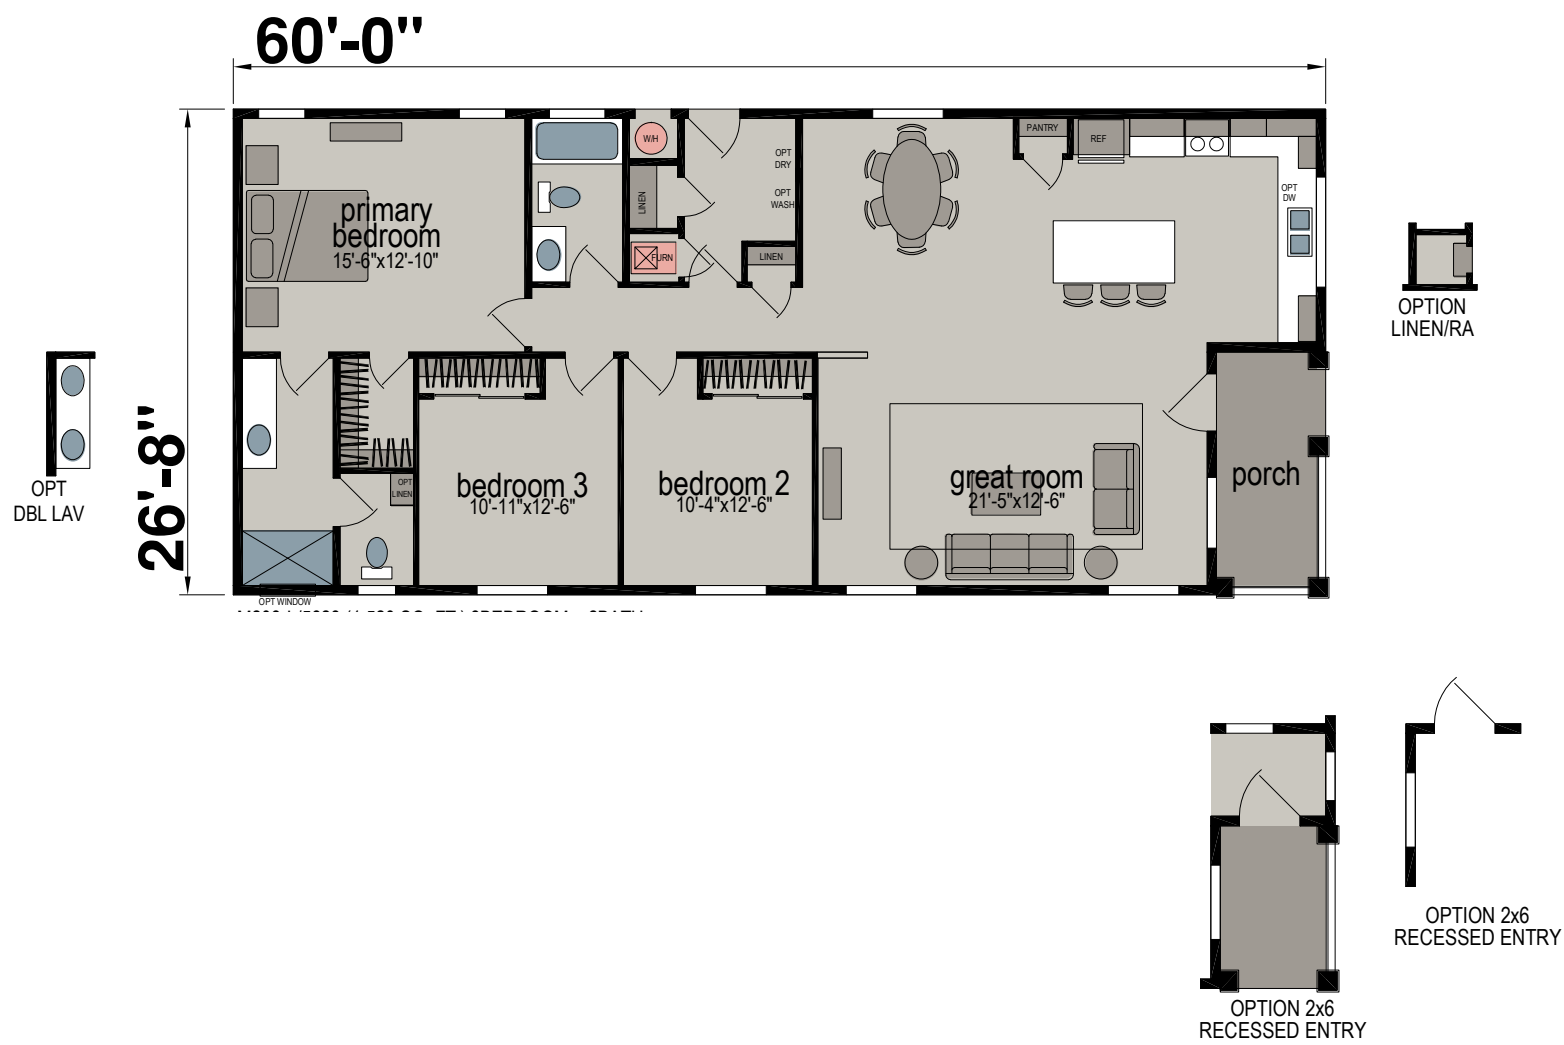 60'-0"
W/H
PANTRY
REF
OPT
DRY
OPT
WASH
LINEN
OPT
DW
primary
bedroom
15'-6"x12'-10"
FURN
LINEN
OPTION
LINEN/RA
26'-8"
OPT
DBL LAV
OPT
LINEN
bedroom 3
10'-11"x12'-6"
bedroom 2
10'-4"x12'-6"
great room
21'-5"x12'-6"
porch
OPT WINDOW
OPTION 2x6
RECESSED ENTRY
OPTION 2x6
RECESSED ENTRY